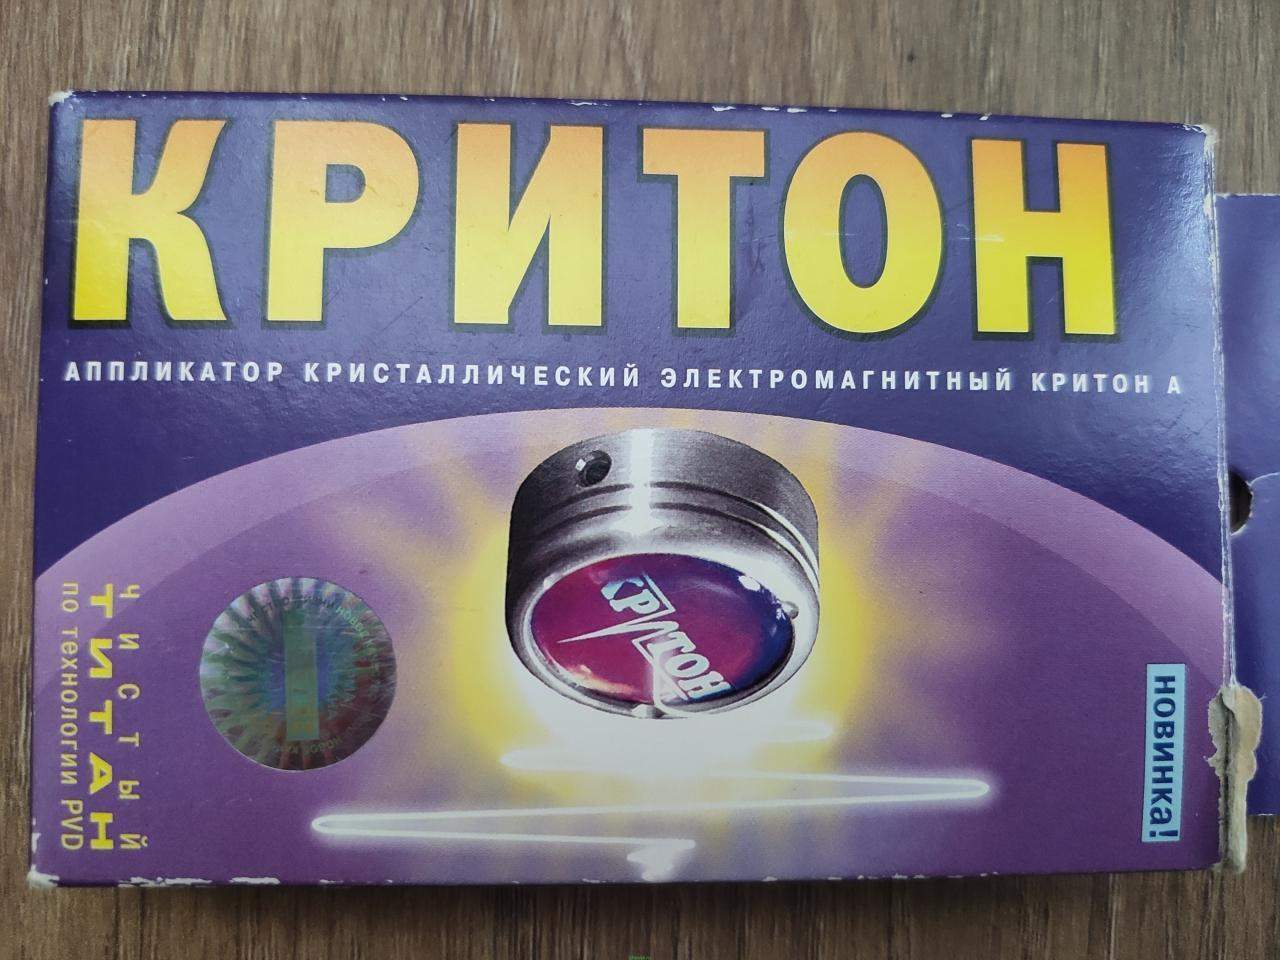 КРИТОН
АППЛИКАТОР КРИСТАЛЛИЧЕСКИЙ ЭЛЕКТРОМАГНИТНЫЙ КРИТОН А
КРИТОН
ЧИСТЫЙ
ТИТАН
ПО ТЕХНОЛОГИИ PVD
НОВИНКА!